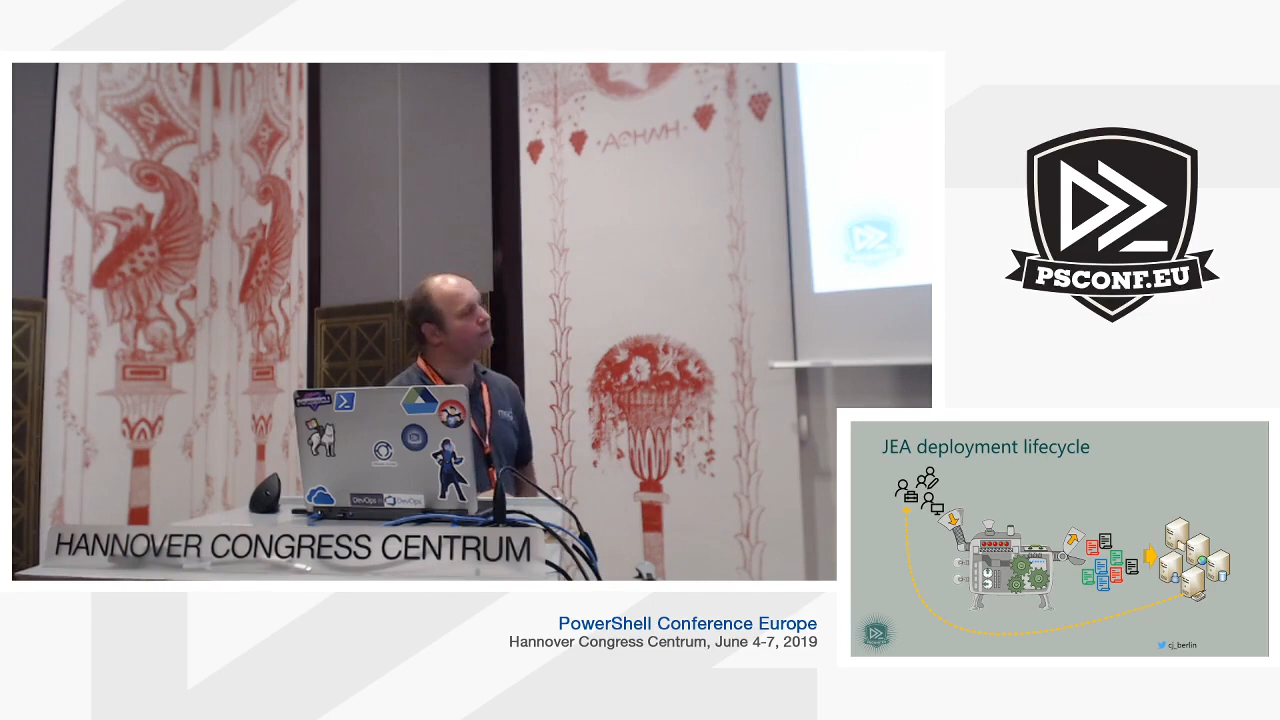 ACHAH
HANNOVER CONGRESS CENTRUM
DevOps
DevOps
PSCONF.EU
JEA deployment lifecycle
cj_berlin
PowerShell Conference Europe
Hannover Congress Centrum, June 4-7, 2019